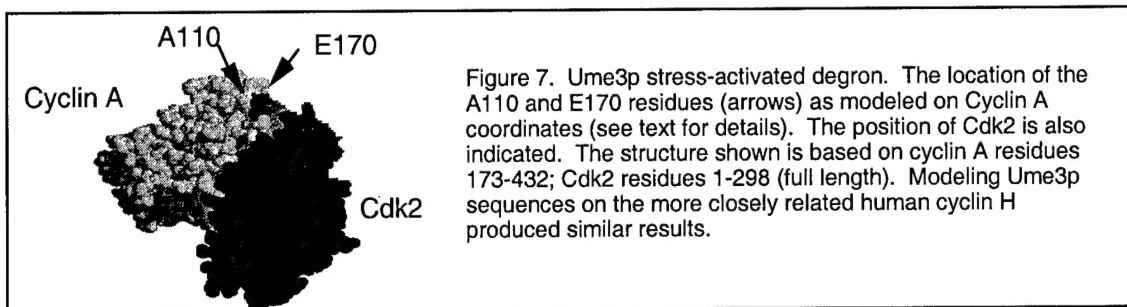 A110
E170
Cyclin A
Cdk2
Figure 7. Ume3p stress-activated degron. The location of the
A110 and E170 residues (arrows) as modeled on Cyclin A
coordinates (see text for details). The position of Cdk2 is also
indicated. The structure shown is based on cyclin A residues
173-432; Cdk2 residues 1-298 (full length). Modeling Ume3p
sequences on the more closely related human cyclin H
produced similar results.